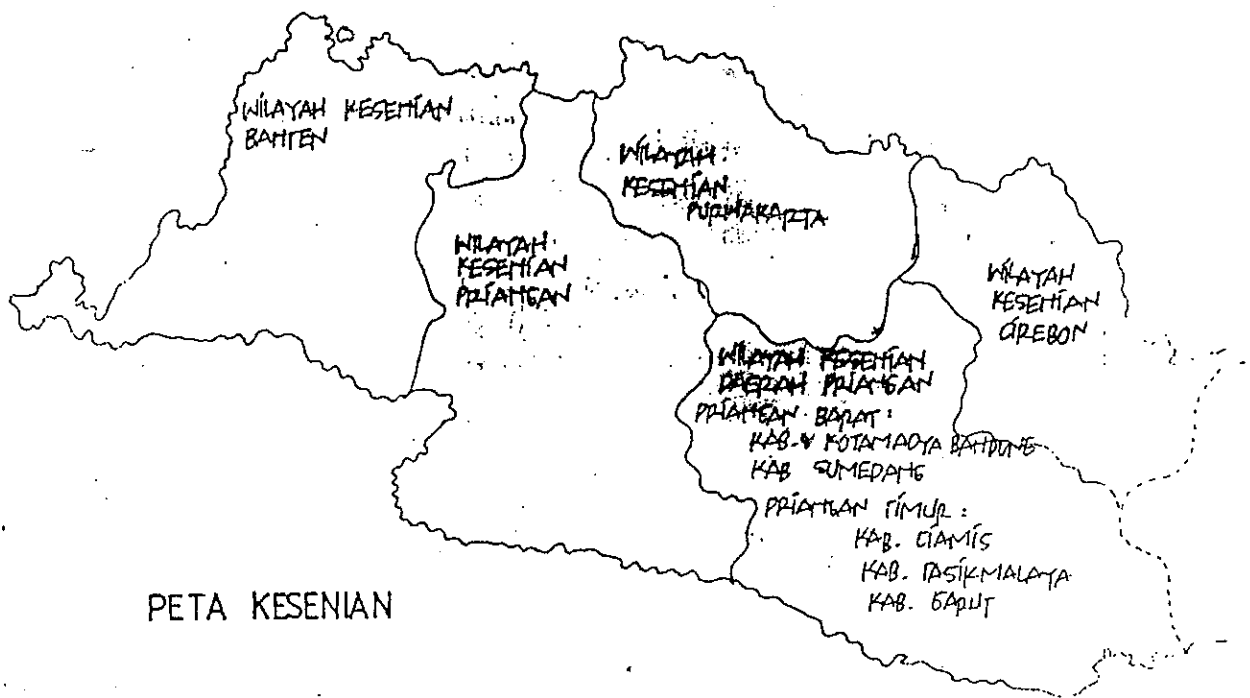 WILAYAH KESENIAN
BANTEN
WILAYAH
KESENIAN
PURWAKARTA
WILAYAH
KESENIAN
PRIANGAN
WILAYAH
KESENIAN
CIREBON
WILAYAH KESENIAN
DAERAH PRIANGAN
PRIANGAN BARAT :
KAB. & KOTAMADYA BANDUNG
KAB SUMEDANG
PRIANGAN TIMUR :
KAB. CIAMIS
KAB. TASIKMALAYA
KAB. GARUT
PETA KESENIAN